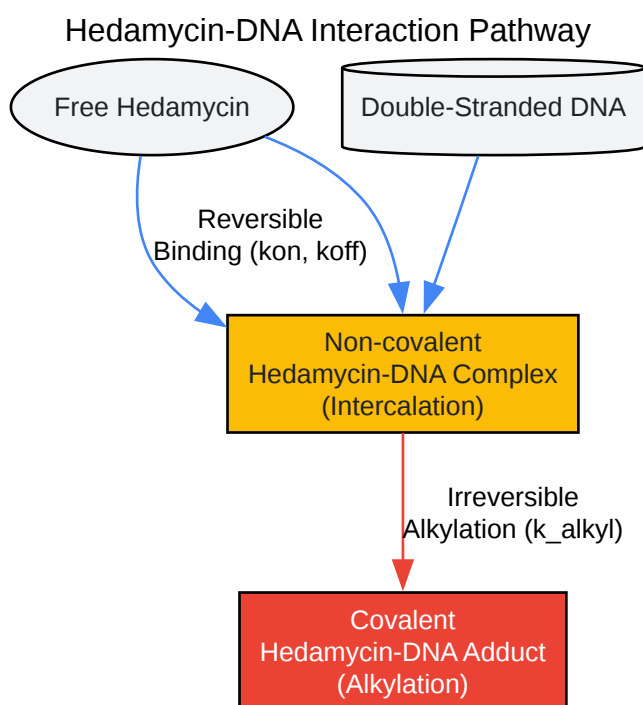 Hedamycin-DNA Interaction Pathway
Free Hedamycin
Double-Stranded DNA
Reversible
Binding (kon, koff)
Non-covalent
Hedamycin-DNA Complex
(Intercalation)
Irreversible
Alkylation (k_alkyl)
Covalent
Hedamycin-DNA Adduct
(Alkylation)